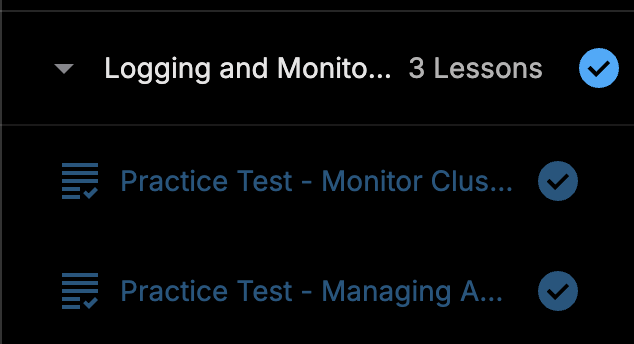 Logging and Monito... 3 Lessons
Practice Test - Monitor Clus...
Practice Test - Managing A...